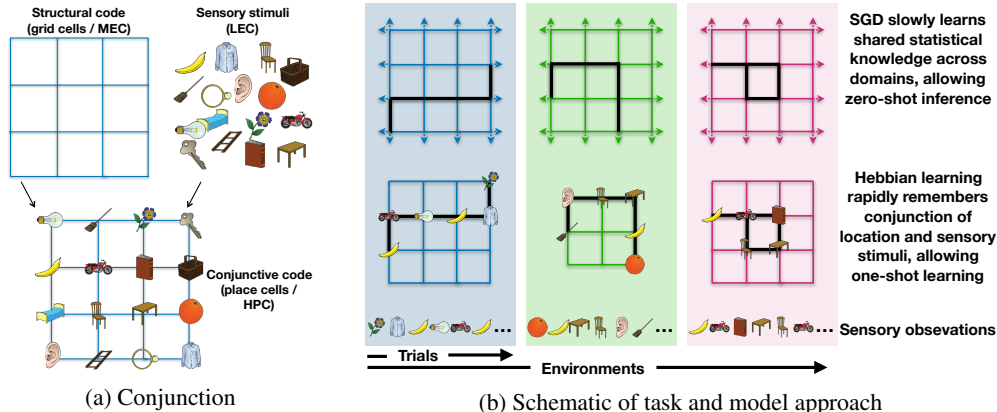 Structural code
(grid cells / MEC)
Sensory stimuli
(LEC)
Conjunctive code
(place cells /
HPC)
(a) Conjunction
SGD slowly learns
shared statistical
knowledge across
domains, allowing
zero-shot inference
Hebbian learning
rapidly remembers
conjunction of
location and sensory
stimuli, allowing
one-shot learning
... ... ... Sensory obsevations
Trials
Environments
(b) Schematic of task and model approach